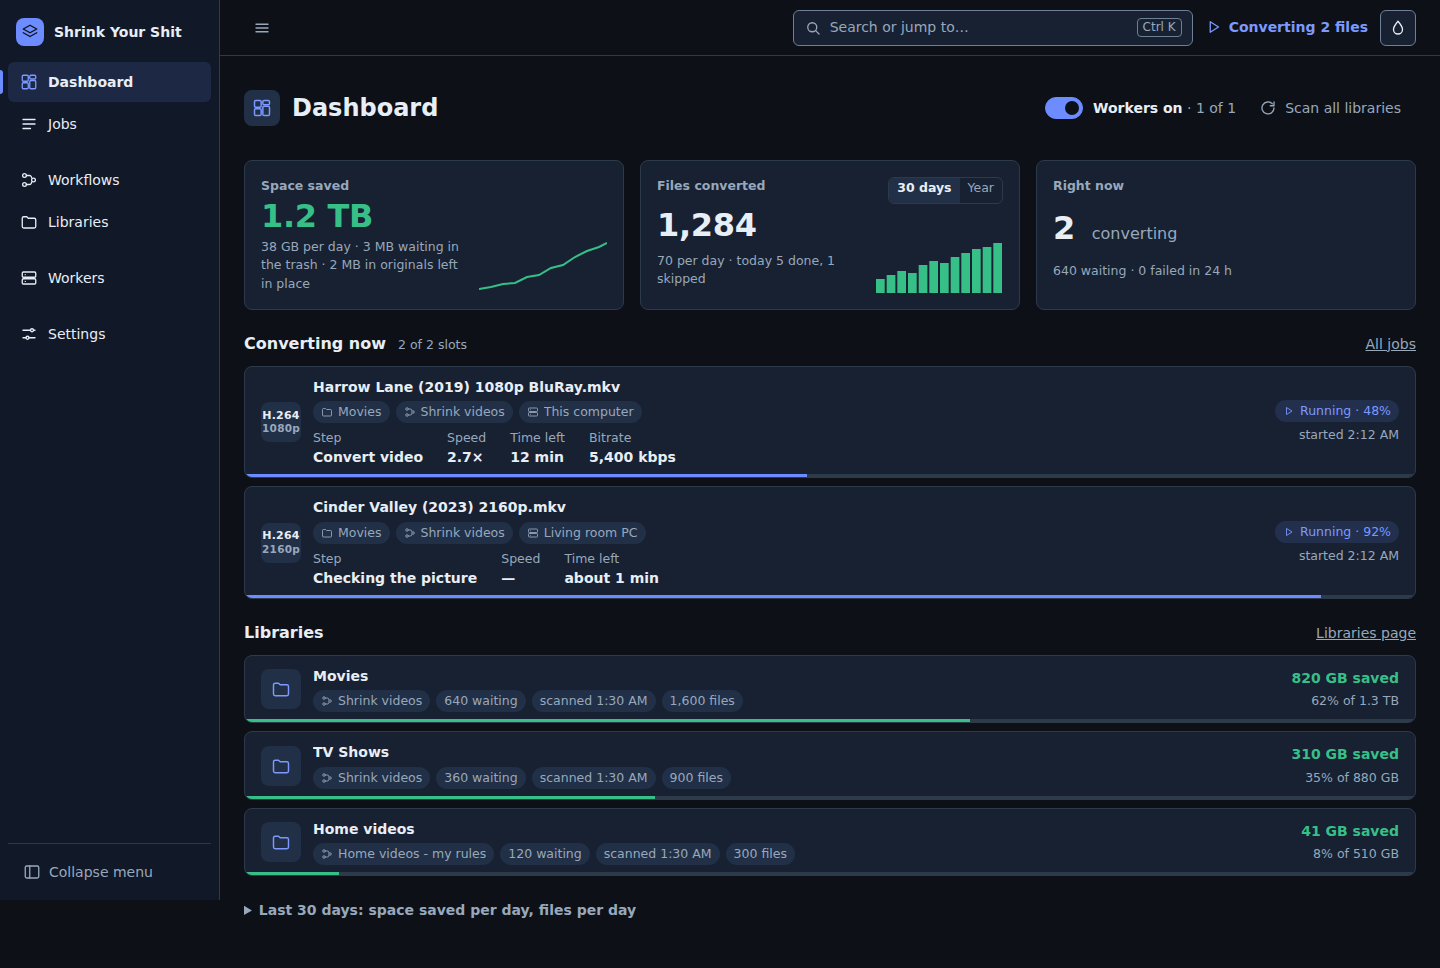 Shrink Your Shit
Search or jump to…
Ctrl K
Converting 2 files
Dashboard
Jobs
Workflows
Libraries
Workers
Settings
Collapse menu
Dashboard
Workers on · 1 of 1
Scan all libraries
Space saved
1.2 TB
38 GB per day · 3 MB waiting in
the trash · 2 MB in originals left
in place
Files converted
30 days
Year
1,284
70 per day · today 5 done, 1
skipped
Right now
2 converting
640 waiting · 0 failed in 24 h
Converting now 2 of 2 slots
All jobs
H.264
1080p
Harrow Lane (2019) 1080p BluRay.mkv
Movies Shrink videos This computer
Step Speed Time left Bitrate
Convert video 2.7× 12 min 5,400 kbps
Running · 48%
started 2:12 AM
H.264
2160p
Cinder Valley (2023) 2160p.mkv
Movies Shrink videos Living room PC
Step Speed Time left
Checking the picture — about 1 min
Running · 92%
started 2:12 AM
Libraries
Libraries page
Movies
Shrink videos 640 waiting scanned 1:30 AM 1,600 files
820 GB saved
62% of 1.3 TB
TV Shows
Shrink videos 360 waiting scanned 1:30 AM 900 files
310 GB saved
35% of 880 GB
Home videos
Home videos - my rules 120 waiting scanned 1:30 AM 300 files
41 GB saved
8% of 510 GB
Last 30 days: space saved per day, files per day